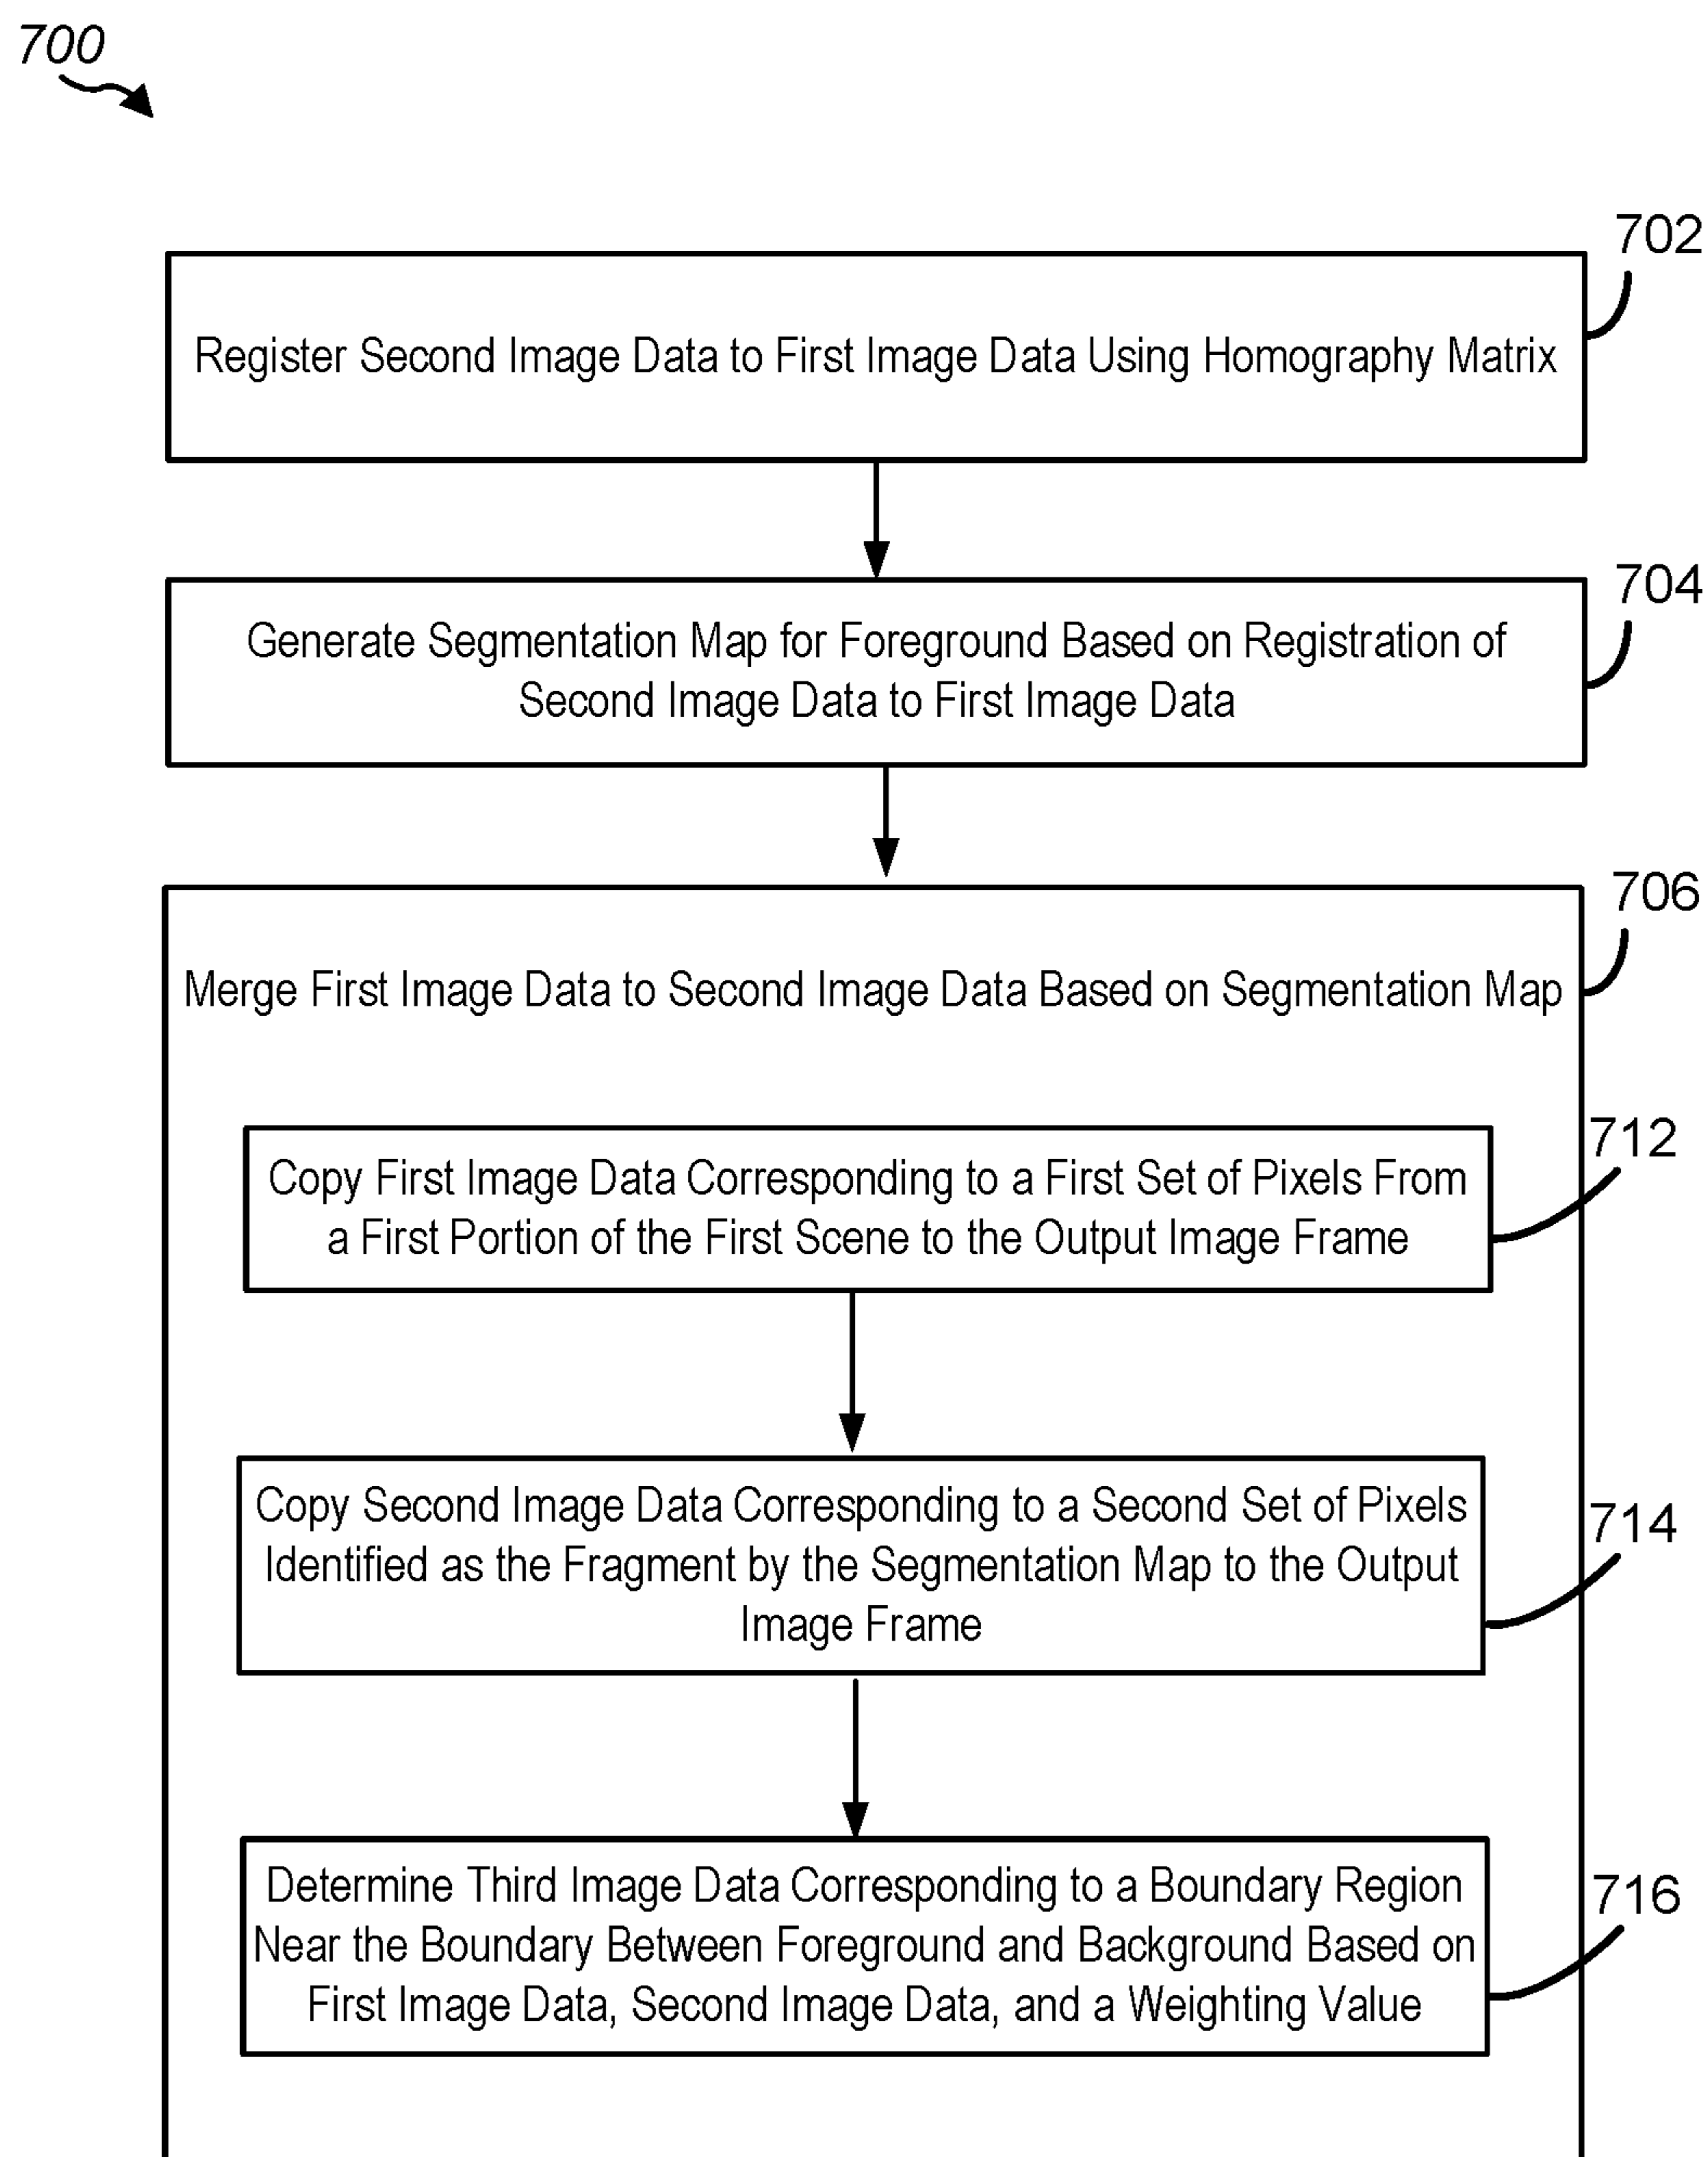 700
702
Register Second Image Data to First Image Data Using Homography Matrix
704
Generate Segmentation Map for Foreground Based on Registration of
Second Image Data to First Image Data
706
Merge First Image Data to Second Image Data Based on Segmentation Map
712
Copy First Image Data Corresponding to a First Set of Pixels From
a First Portion of the First Scene to the Output Image Frame
714
Copy Second Image Data Corresponding to a Second Set of Pixels
Identified as the Fragment by the Segmentation Map to the Output
Image Frame
716
Determine Third Image Data Corresponding to a Boundary Region
Near the Boundary Between Foreground and Background Based on
First Image Data, Second Image Data, and a Weighting Value